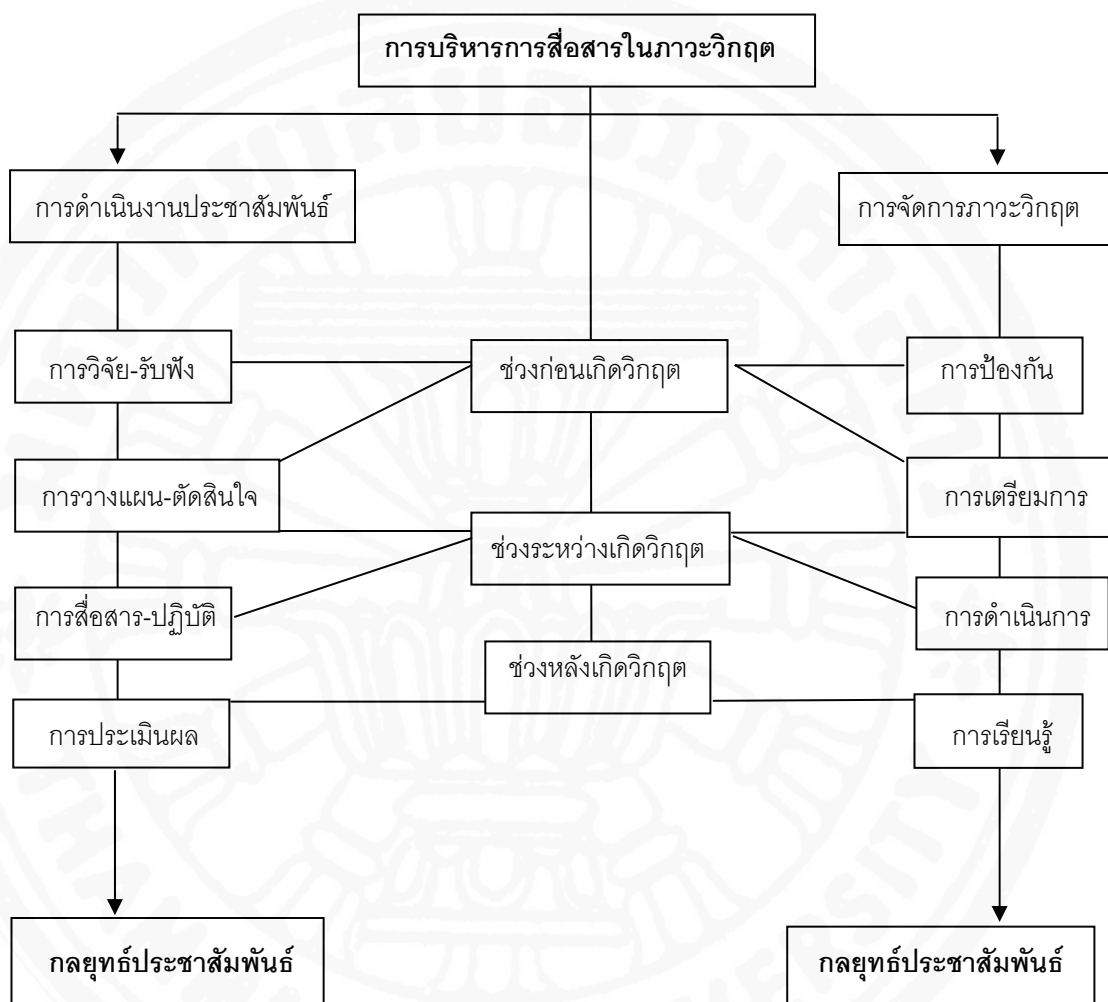 การบริหารการสื่อสารในภาวะวิกฤต
การดำเนินงานประชาสัมพันธ์
การจัดการภาวะวิกฤต
การวิจัย-รับฟัง
ช่วงก่อนเกิดวิกฤต
การป้องกัน
การวางแผน-ตัดสินใจ
การเตรียมการ
ช่วงระหว่างเกิดวิกฤต
การสื่อสาร-ปฏิบัติ
การดำเนินการ
ช่วงหลังเกิดวิกฤต
การประเมินผล
การเรียนรู้
กลยุทธ์ประชาสัมพันธ์
กลยุทธ์ประชาสัมพันธ์